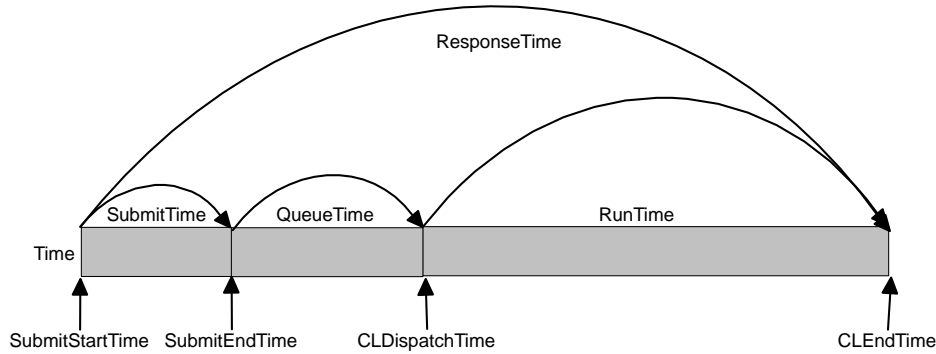 ResponseTime
SubmitTime QueueTime RunTime
Time
SubmitStartTime SubmitEndTime CLDispatchTime CLEndTime